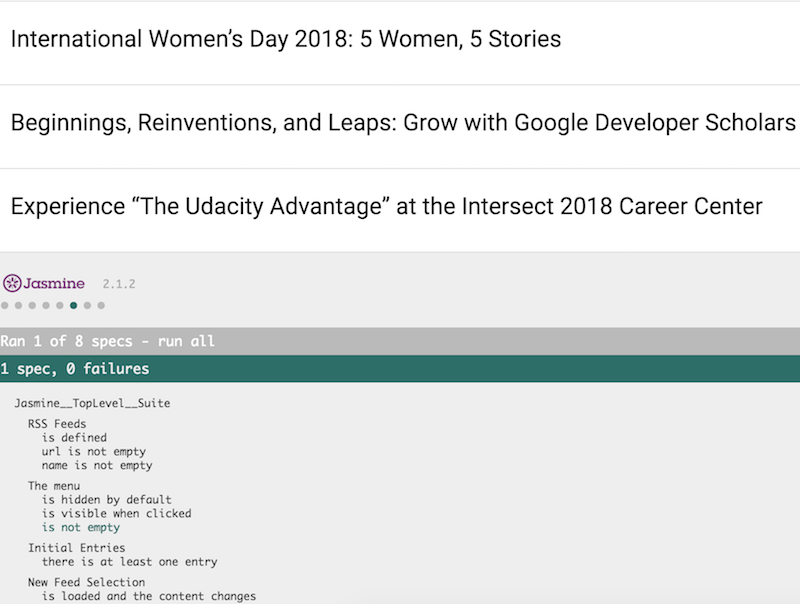 International Women’s Day 2018: 5 Women, 5 Stories
Beginnings, Reinventions, and Leaps: Grow with Google Developer Scholars
Experience “The Udacity Advantage” at the Intersect 2018 Career Center
Jasmine 2.1.2
Ran 1 of 8 specs - run all
1 spec, 0 failures
Jasmine__TopLevel__Suite
RSS Feeds
is defined
url is not empty
name is not empty
The menu
is hidden by default
is visible when clicked
is not empty
Initial Entries
there is at least one entry
New Feed Selection
is loaded and the content changes